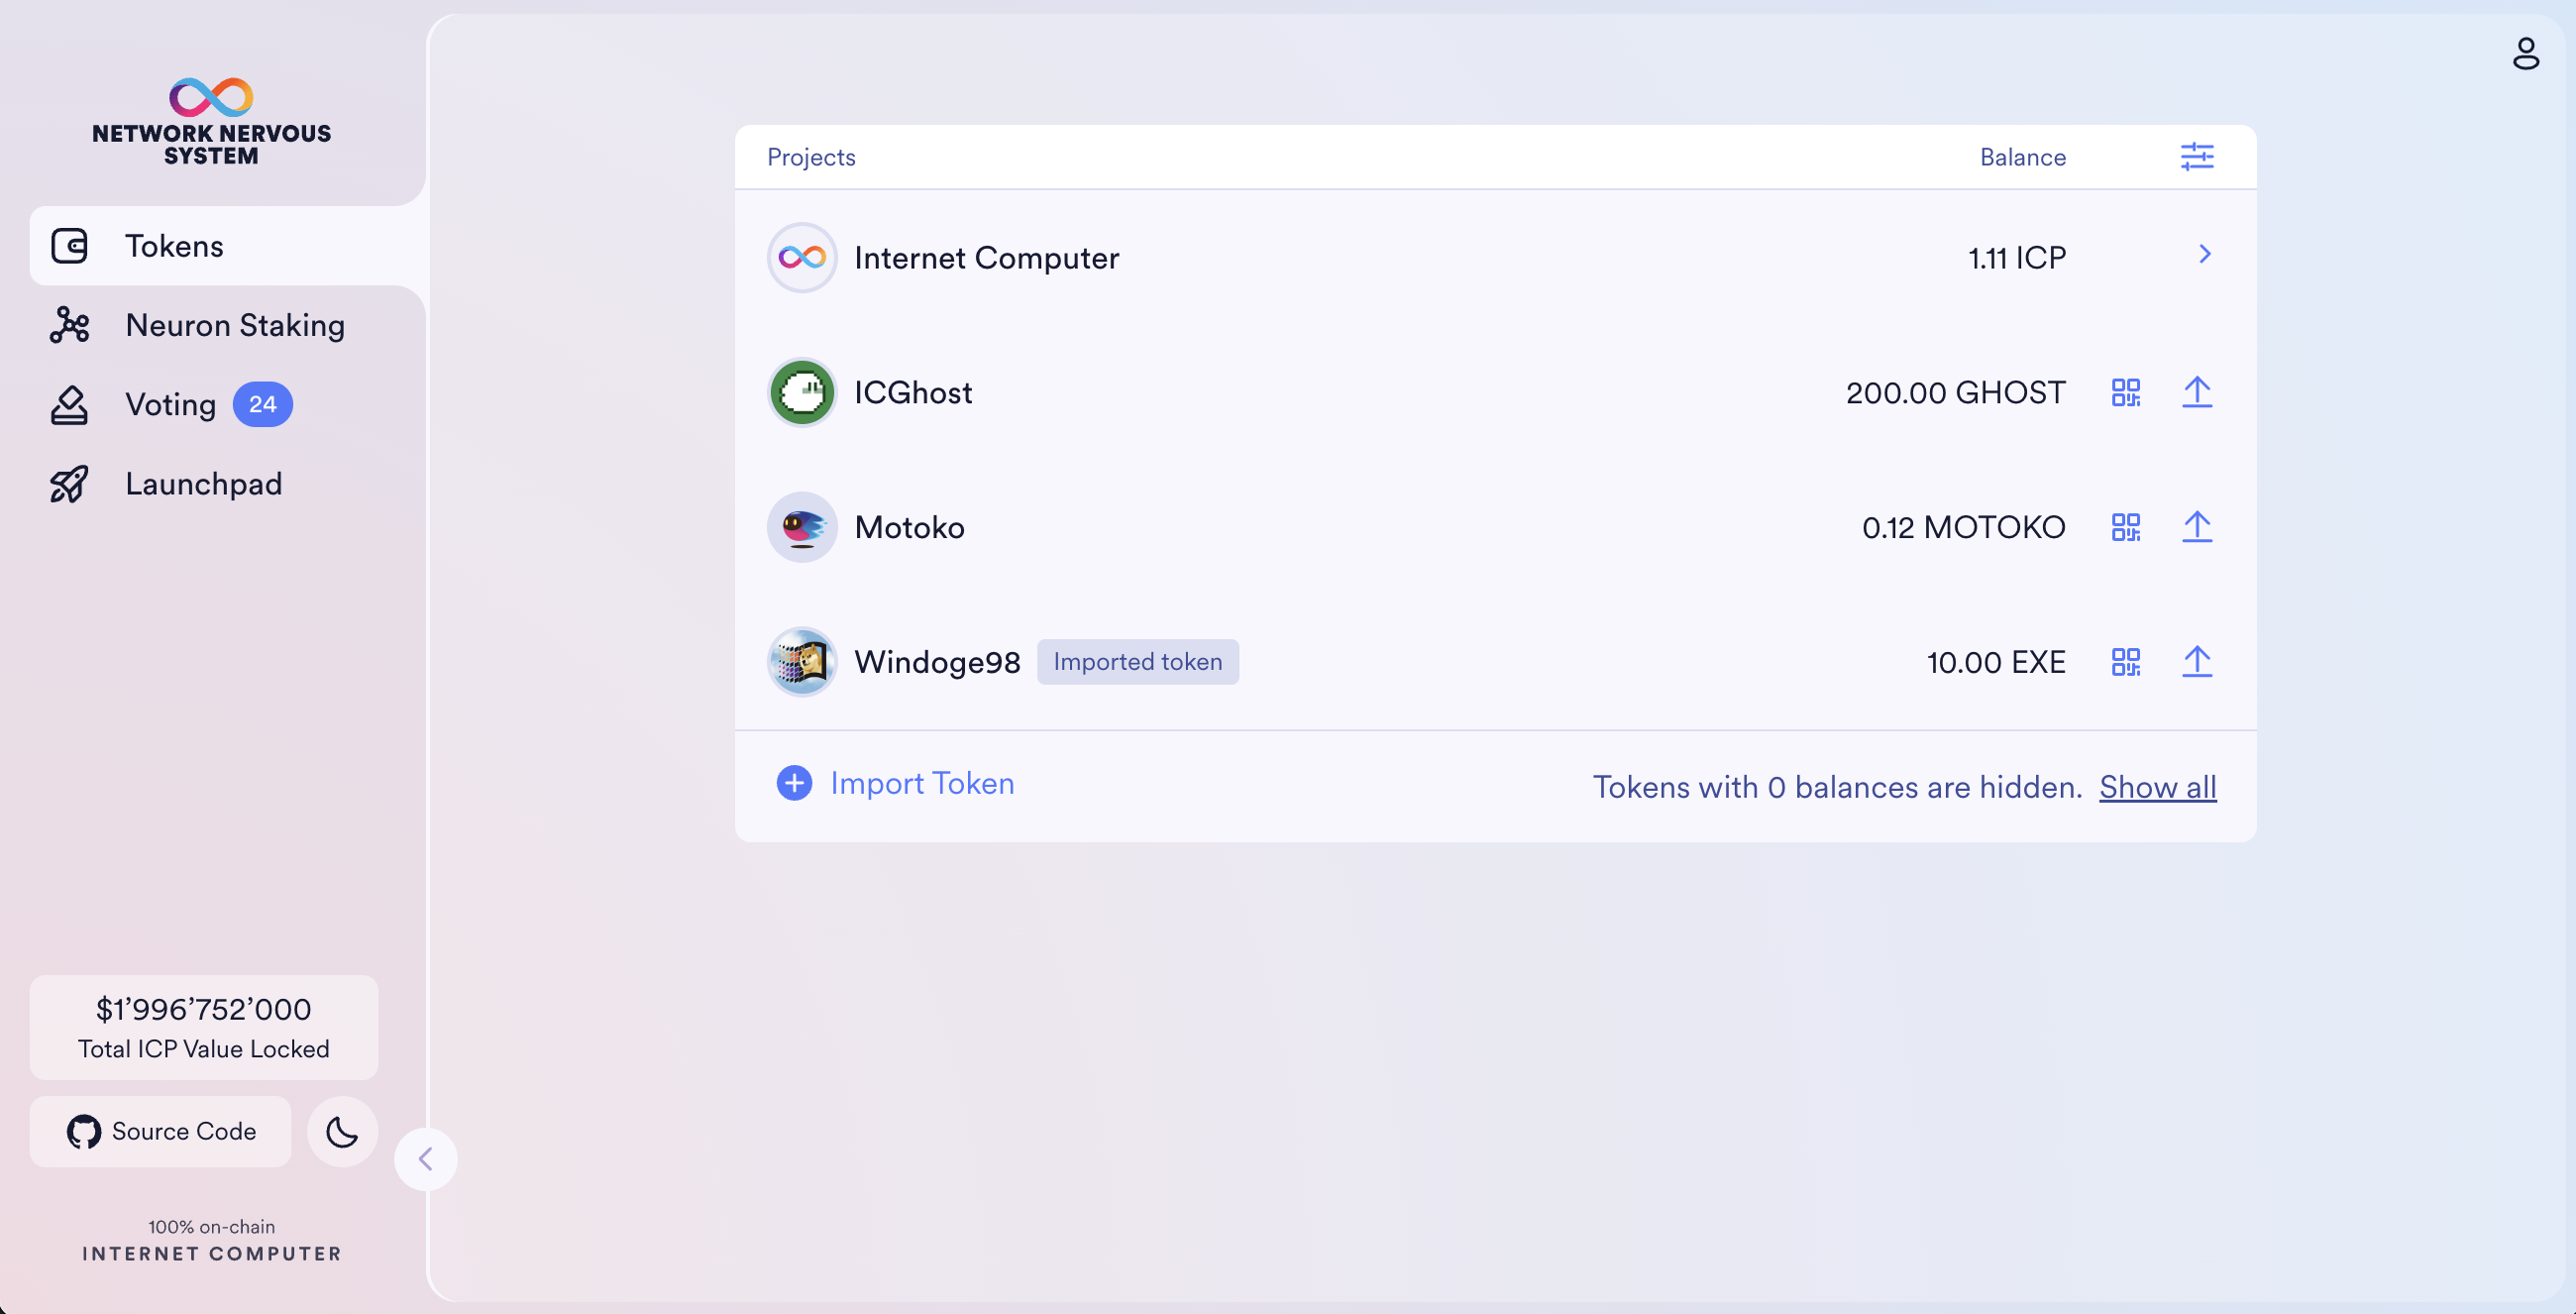 NETWORK NERVOUS
SYSTEM
Tokens
Neuron Staking
Voting 24
Launchpad
$1’996’752’000
Total ICP Value Locked
Source Code
100% on-chain
INTERNET COMPUTER
Projects Balance
Internet Computer 1.11 ICP
ICGhost 200.00 GHOST
Motoko 0.12 MOTOKO
Windoge98 Imported token 10.00 EXE
Import Token Tokens with 0 balances are hidden. Show all